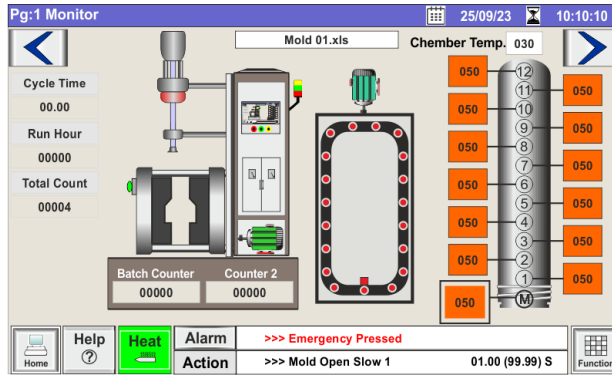 Pg:1 Monitor 25/09/23 10:10:10
Mold 01.xls
Chember Temp. 030
Cycle Time
00.00
Run Hour
00000
Total Count
00004
Batch Counter Counter 2
00000 00000
050 12
11 050
050 10
9 050
050 8
7 050
050 6
5 050
050 4
3 050
050 2
1 050
050 M
Home
Help
?
Heat
Alarm >>> Emergency Pressed
Action >>> Mold Open Slow 1 01.00 (99.99) S
Function